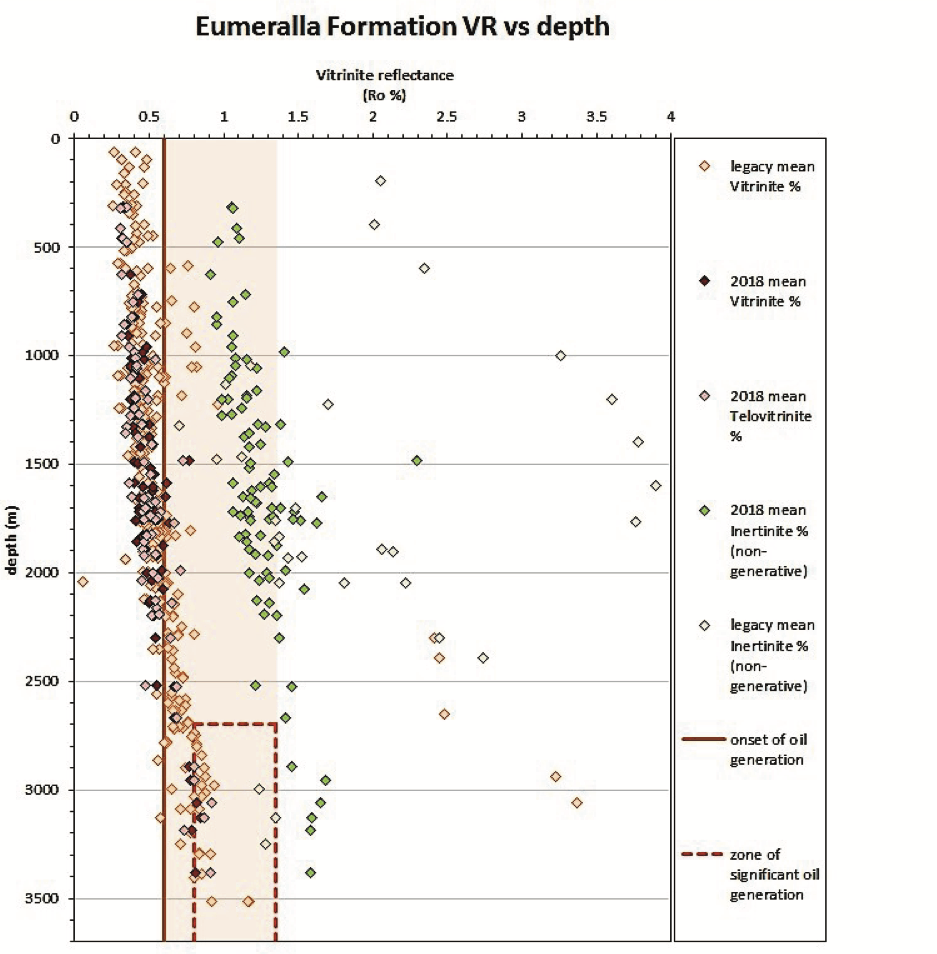 Eumeralla Formation VR vs depth
Vitrinite reflectance
(Ro %)
0 0.5 1 1.5 2 2.5 3 3.5 4
0
500
1000
1500
2000
2500
3000
3500
depth (m)
legacy mean
Vitrinite %
2018 mean
Vitrinite %
2018 mean
Telovitrinite
%
2018 mean
Inertinite %
(non-
generative)
legacy mean
Inertinite %
(non-
generative)
onset of oil
generation
zone of
significant oil
generation